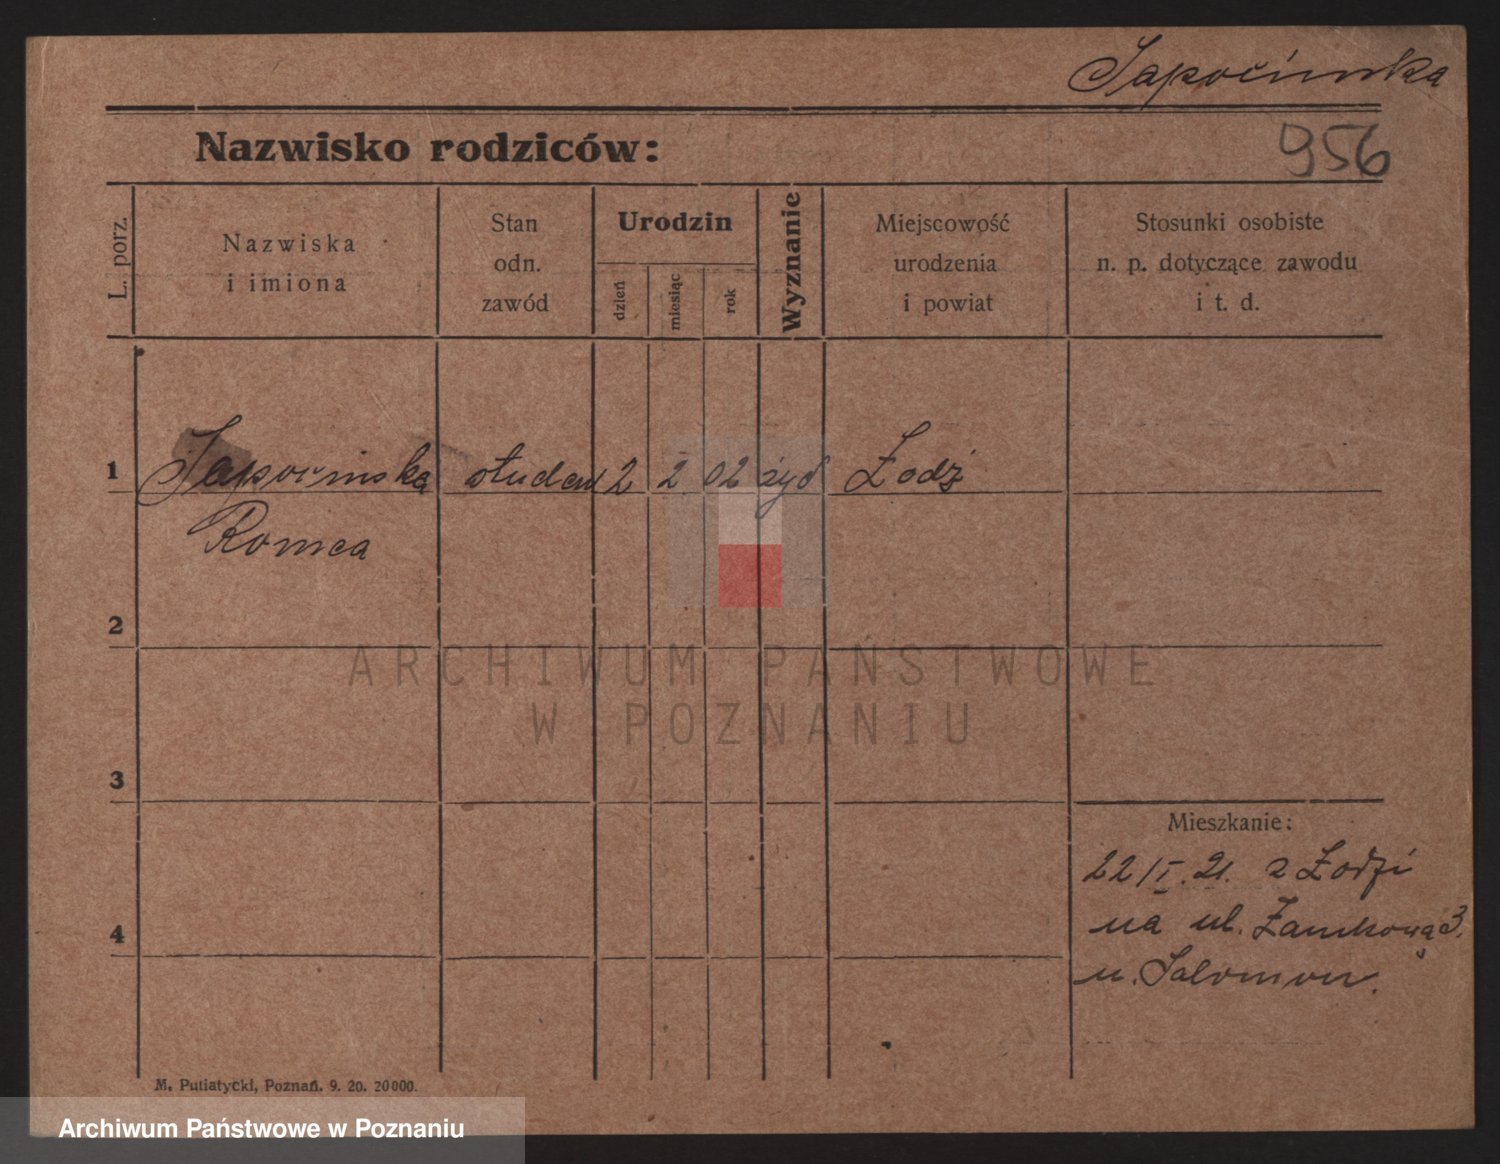 Sapocińska
956
Nazwisko rodziców:
L. porz.
Nazwiska
i imiona
Stan
odn.
zawód
Urodzin
dzień
miesiąc
rok
Wyznanie
Miejscowość
urodzenia
i powiat
Stosunki osobiste
n. p. dotyczące zawodu
i t. d.
1 Sapocińska student 2 2 02 żyd Łodź
Romea
2
ARCHIWUM PAŃSTWOWE
W POZNANIU
3
Mieszkanie:
22/I. 21. z Łodzi
na ul. Zamkową 3.
4
u. Salomon.
M. Putiatycki, Poznań. 9. 20. 20000.
Archiwum Państwowe w Poznaniu